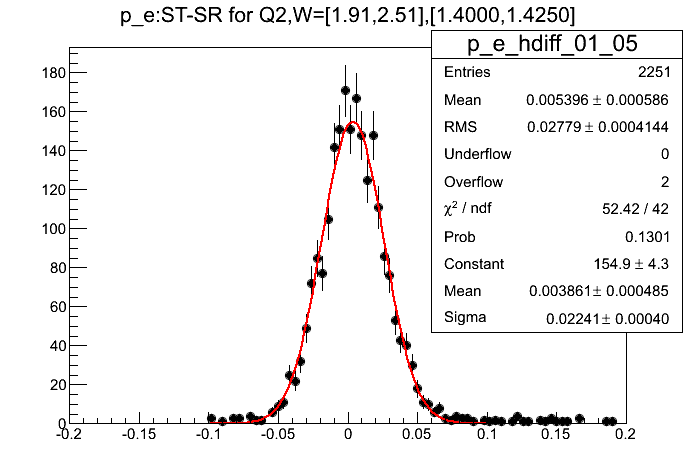 p_e:ST-SR for Q2,W=[1.91,2.51],[1.4000,1.4250]
p_e_hdiff_01_05
Entries 2251
Mean 0.005396 ± 0.000586
RMS 0.02779 ± 0.0004144
Underflow 0
Overflow 2
χ² / ndf 52.42 / 42
Prob 0.1301
Constant 154.9 ± 4.3
Mean 0.003861 ± 0.000485
Sigma 0.02241 ± 0.00040
180
160
140
120
100
80
60
40
20
0
-0.2 -0.15 -0.1 -0.05 0 0.05 0.1 0.15 0.2